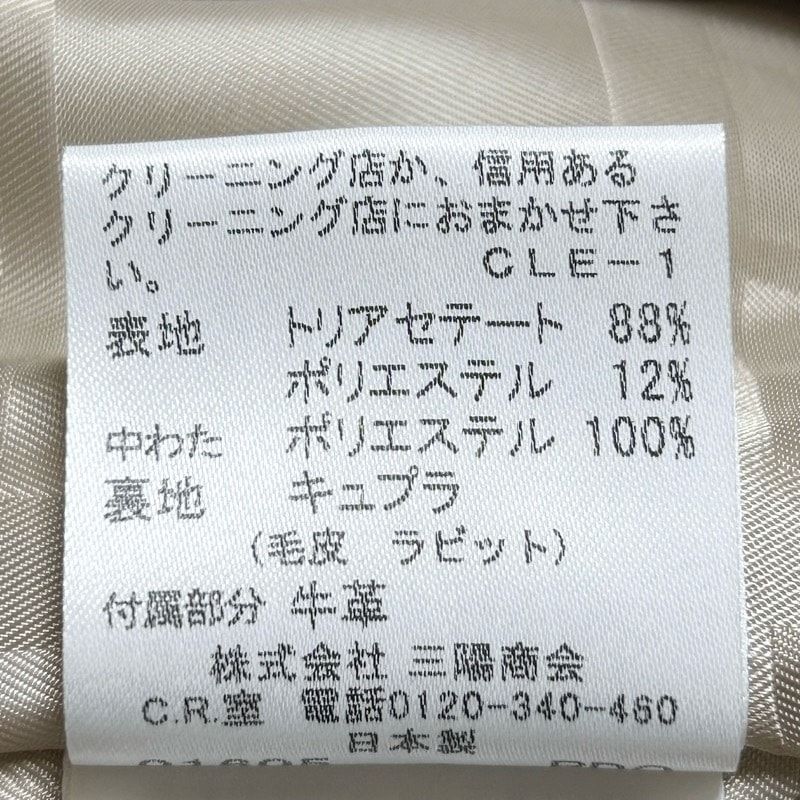 クリーニング店か、信用ある
クリーニング店におまかせ下さ
い。 CLE-1
表地 トリアセテート 88%
ポリエステル 12%
中わた ポリエステル 100%
裏地 キュプラ
(毛皮 ラビット)
付属部分 牛革
株式会社 三陽商会
C.R.室 電話0120-340-460
日本製